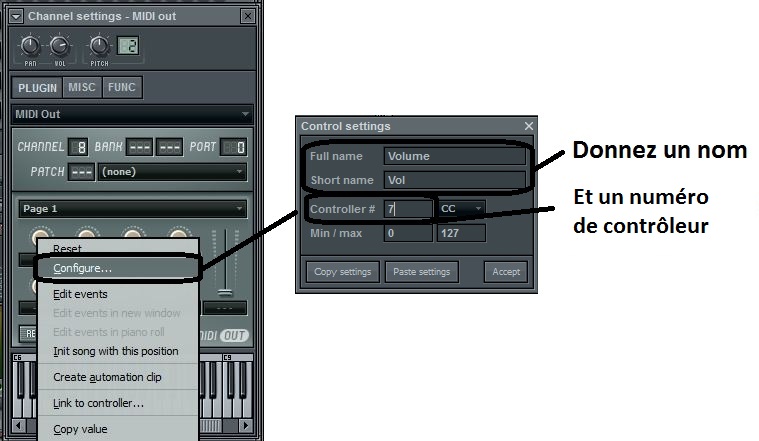 Channel settings - MIDI out
PAN VOL PITCH 2
PLUGIN MISC FUNC
MIDI Out
CHANNEL 8 BANK --- --- PORT 0
PATCH --- (none)
Page 1
Reset
Configure...
Edit events
Edit events in new window
Edit events in piano roll
Init song with this position
Create automation clip
Link to controller...
Copy value
---
RE
MIDI OUT
C6 C9
Control settings
Full name Volume
Short name Vol
Controller # 7 CC
Min / max 0 127
Copy settings Paste settings Accept
Donnez un nom
Et un numéro
de contrôleur